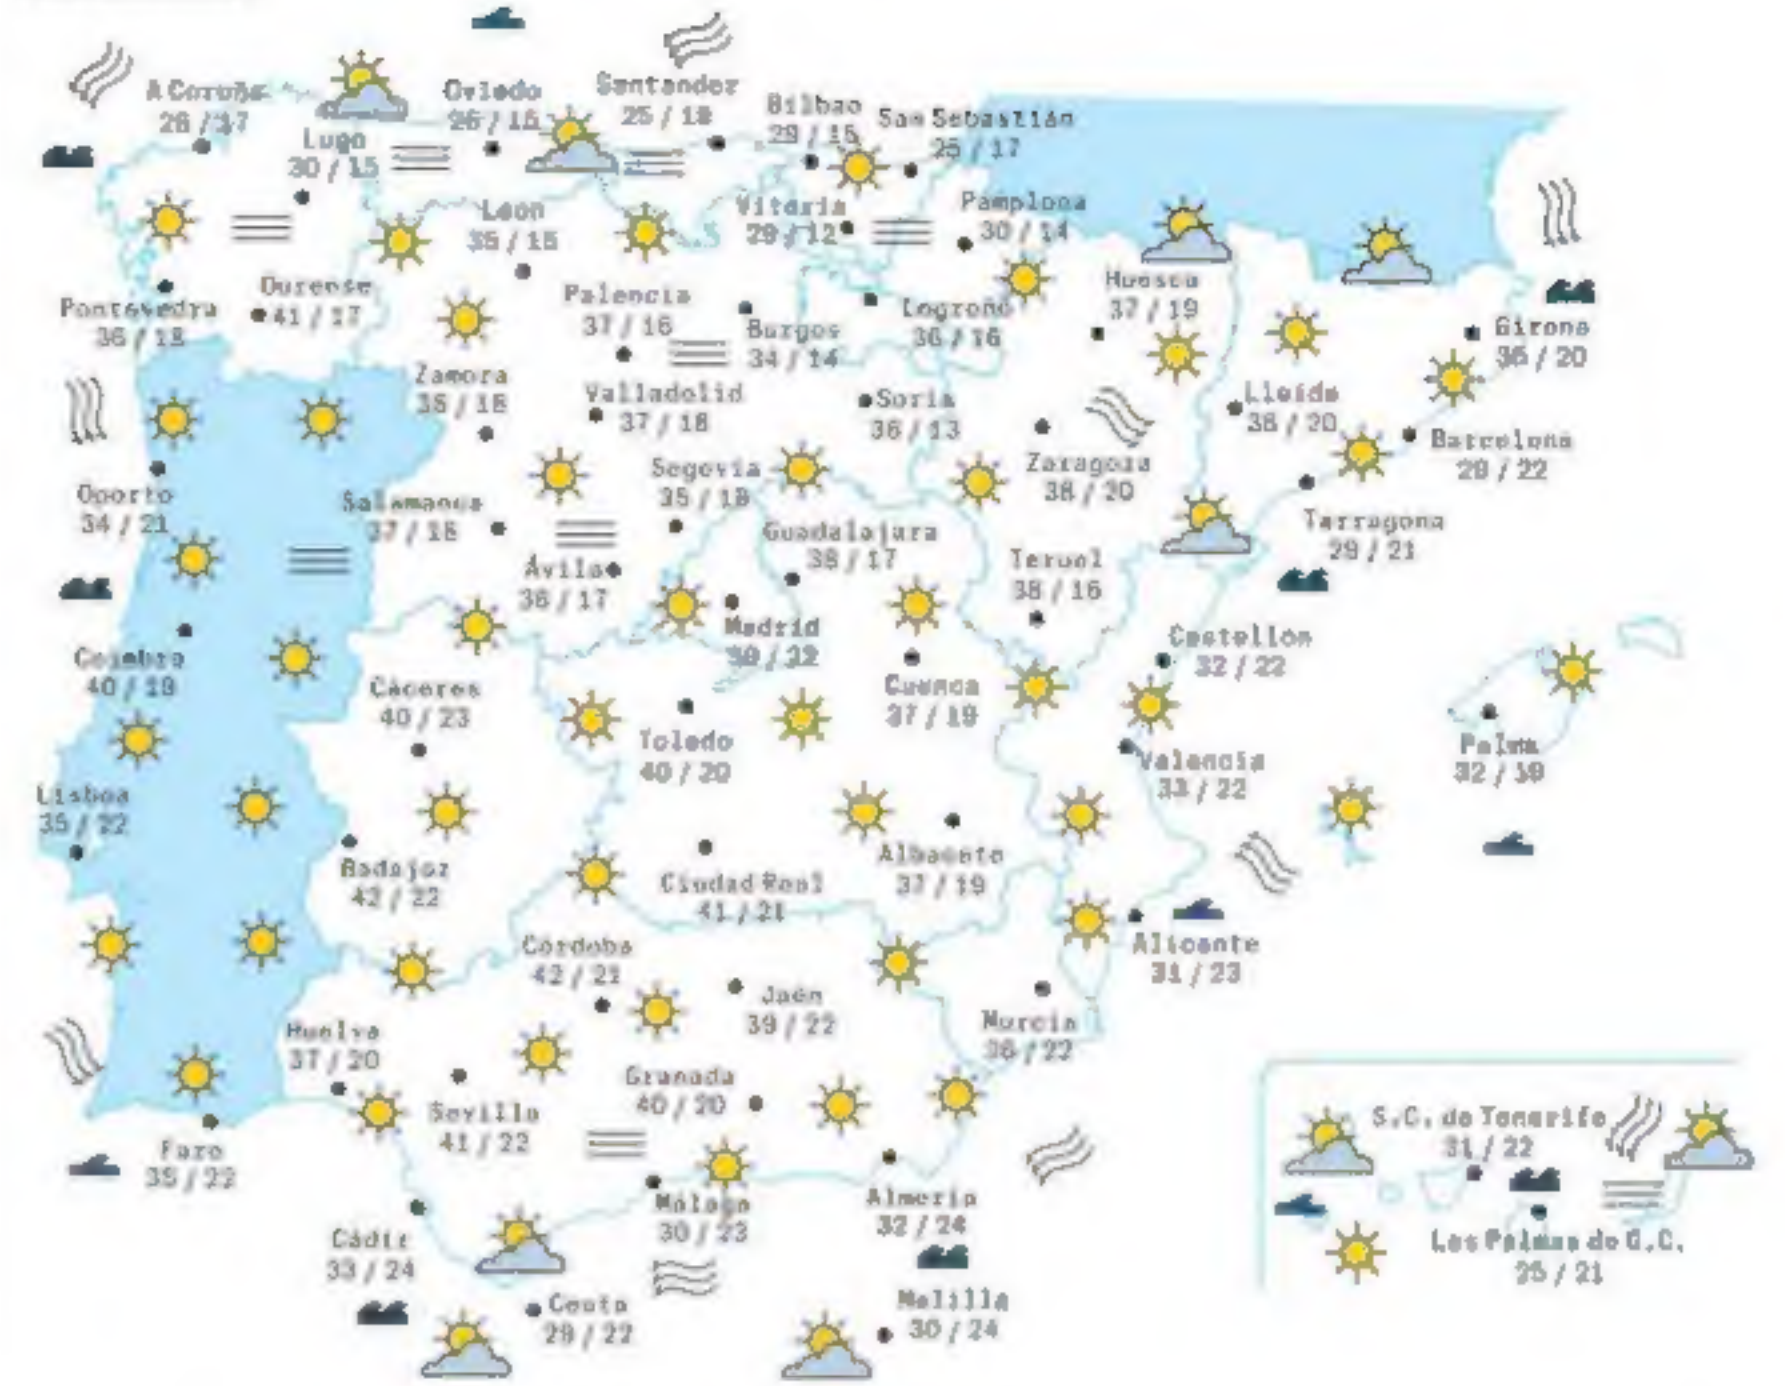 A Coruña
26 / 17
Oviedo
26 / 15
Santander
25 / 18
Bilbao
29 / 15
San Sebastián
25 / 17
Lugo
30 / 15
León
35 / 15
Vitoria
29 / 12
Pamplona
30 / 14
Pontevedra
36 / 18
Ourense
41 / 17
Palencia
37 / 16
Burgos
34 / 14
Logroño
36 / 16
Huesca
37 / 19
Girona
36 / 20
Zamora
38 / 18
Valladolid
37 / 18
Soria
36 / 13
Lleida
38 / 20
Barcelona
29 / 22
Oporto
34 / 21
Salamanca
37 / 16
Segovia
35 / 18
Zaragoza
38 / 20
Guadalajara
38 / 17
Tarragona
29 / 21
Ávila
36 / 17
Teruel
38 / 16
Madrid
39 / 22
Coimbra
40 / 19
Castellón
32 / 22
Cáceres
40 / 23
Cuenca
37 / 19
Toledo
40 / 20
Valencia
33 / 22
Palma
32 / 19
Lisboa
35 / 22
Badajoz
42 / 22
Ciudad Real
41 / 21
Albacete
37 / 19
Alicante
31 / 23
Córdoba
42 / 21
Jaén
39 / 22
Murcia
36 / 22
Huelva
37 / 20
Sevilla
41 / 22
Granada
40 / 20
Faro
35 / 22
Málaga
30 / 23
Almería
32 / 24
Cádiz
33 / 24
Ceuta
29 / 22
Melilla
30 / 24
S.C. de Tenerife
31 / 22
Las Palmas de G.C.
25 / 21